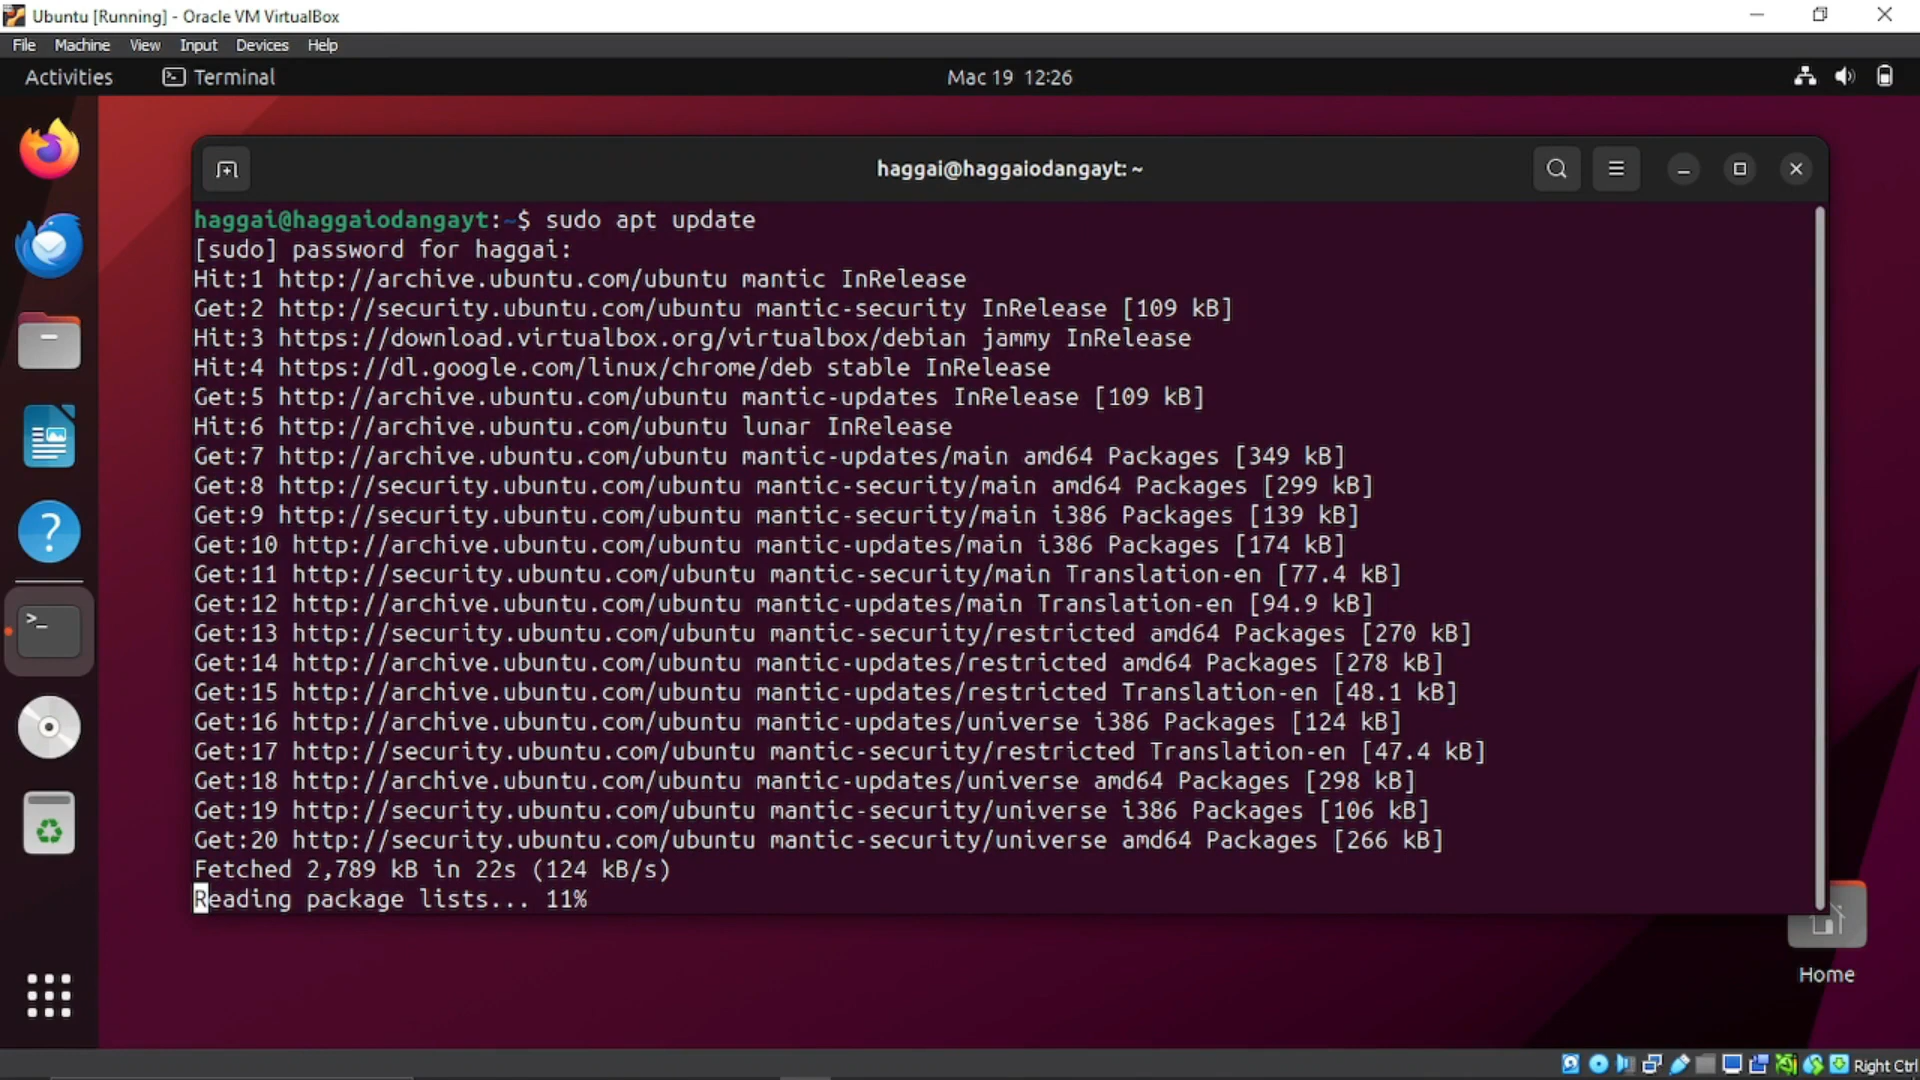 Ubuntu [Running] - Oracle VM VirtualBox
File Machine View Input Devices Help
Activities Terminal Mac 19 12:26
haggai@haggaiodangayt: ~
haggai@haggaiodangayt:~$ sudo apt update
[sudo] password for haggai:
Hit:1 http://archive.ubuntu.com/ubuntu mantic InRelease
Get:2 http://security.ubuntu.com/ubuntu mantic-security InRelease [109 kB]
Hit:3 https://download.virtualbox.org/virtualbox/debian jammy InRelease
Hit:4 https://dl.google.com/linux/chrome/deb stable InRelease
Get:5 http://archive.ubuntu.com/ubuntu mantic-updates InRelease [109 kB]
Hit:6 http://archive.ubuntu.com/ubuntu lunar InRelease
Get:7 http://archive.ubuntu.com/ubuntu mantic-updates/main amd64 Packages [349 kB]
Get:8 http://security.ubuntu.com/ubuntu mantic-security/main amd64 Packages [299 kB]
Get:9 http://security.ubuntu.com/ubuntu mantic-security/main i386 Packages [139 kB]
Get:10 http://archive.ubuntu.com/ubuntu mantic-updates/main i386 Packages [174 kB]
Get:11 http://security.ubuntu.com/ubuntu mantic-security/main Translation-en [77.4 kB]
Get:12 http://archive.ubuntu.com/ubuntu mantic-updates/main Translation-en [94.9 kB]
Get:13 http://security.ubuntu.com/ubuntu mantic-security/restricted amd64 Packages [270 kB]
Get:14 http://archive.ubuntu.com/ubuntu mantic-updates/restricted amd64 Packages [278 kB]
Get:15 http://archive.ubuntu.com/ubuntu mantic-updates/restricted Translation-en [48.1 kB]
Get:16 http://archive.ubuntu.com/ubuntu mantic-updates/universe i386 Packages [124 kB]
Get:17 http://security.ubuntu.com/ubuntu mantic-security/restricted Translation-en [47.4 kB]
Get:18 http://archive.ubuntu.com/ubuntu mantic-updates/universe amd64 Packages [298 kB]
Get:19 http://security.ubuntu.com/ubuntu mantic-security/universe i386 Packages [106 kB]
Get:20 http://security.ubuntu.com/ubuntu mantic-security/universe amd64 Packages [266 kB]
Fetched 2,789 kB in 22s (124 kB/s)
Reading package lists... 11%
Home
Right Ctrl